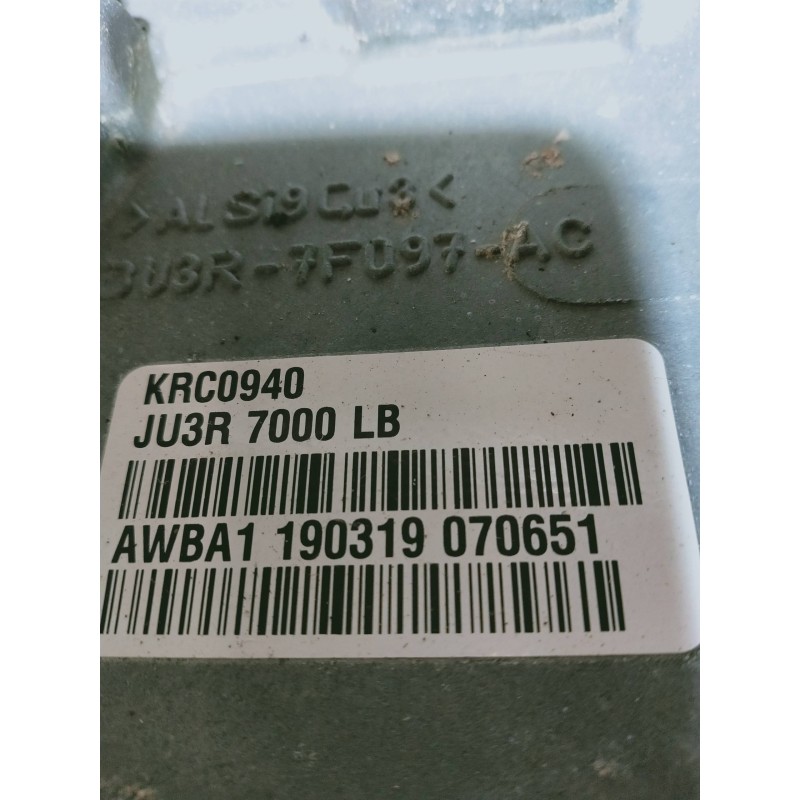 >ALSi9Cu3<
JU3R-7F097-AC
KRC0940
JU3R 7000 LB
AWBA1 190319 070651